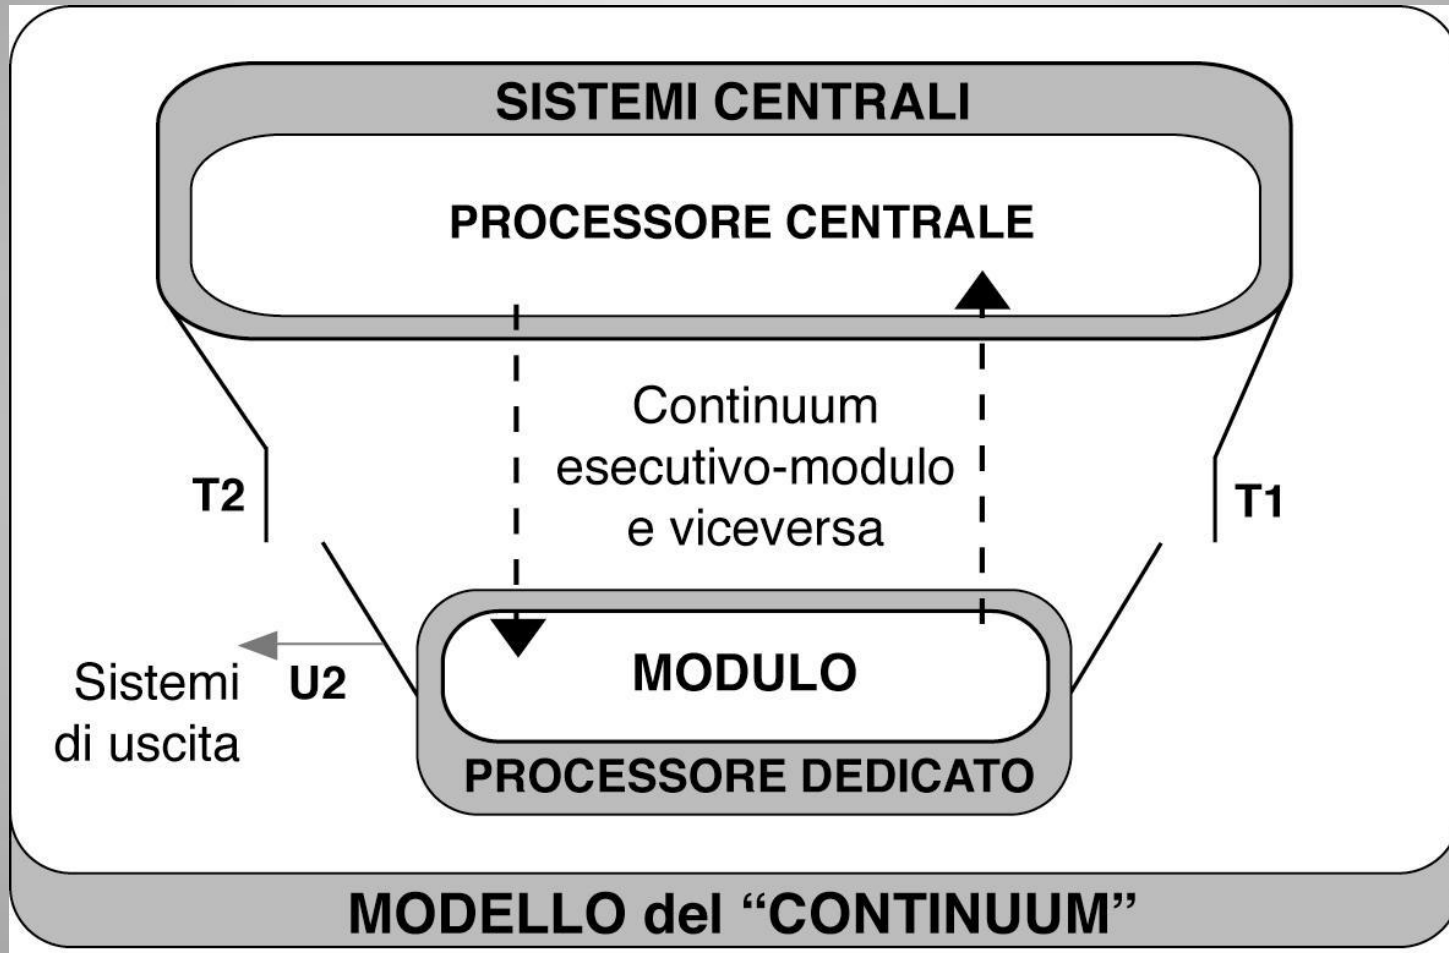 SISTEMI CENTRALI
PROCESSORE CENTRALE
Continuum
esecutivo-modulo
e viceversa
T2
T1
MODULO
U2
Sistemi
di uscita
PROCESSORE DEDICATO
MODELLO del “CONTINUUM”